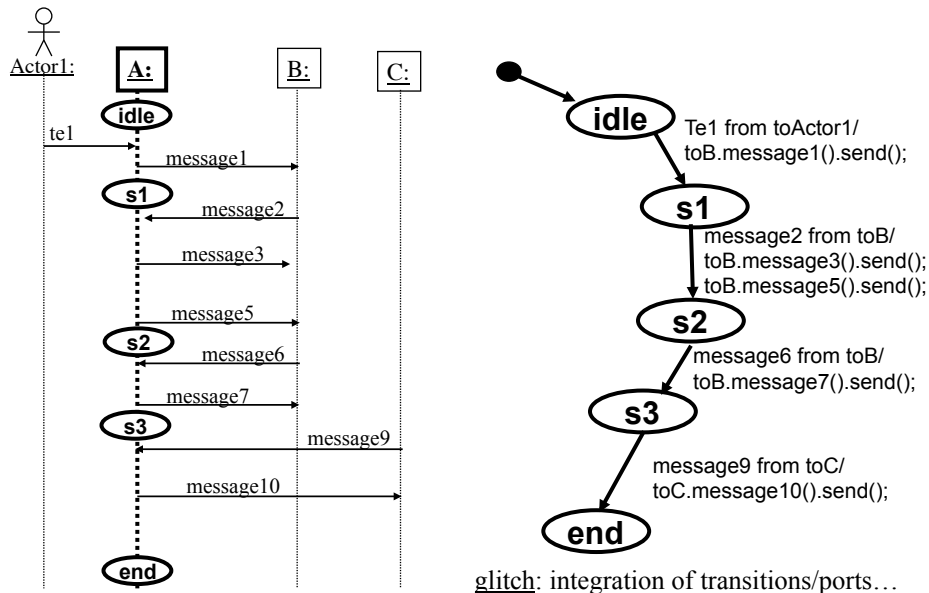 Actor1:
A:
B:
C:
idle
te1
message1
s1
message2
message3
message5
s2
message6
message7
s3
message9
message10
end
idle
Te1 from toActor1/
toB.message1().send();
s1
message2 from toB/
toB.message3().send();
toB.message5().send();
s2
message6 from toB/
toB.message7().send();
s3
message9 from toC/
toC.message10().send();
end
glitch: integration of transitions/ports…